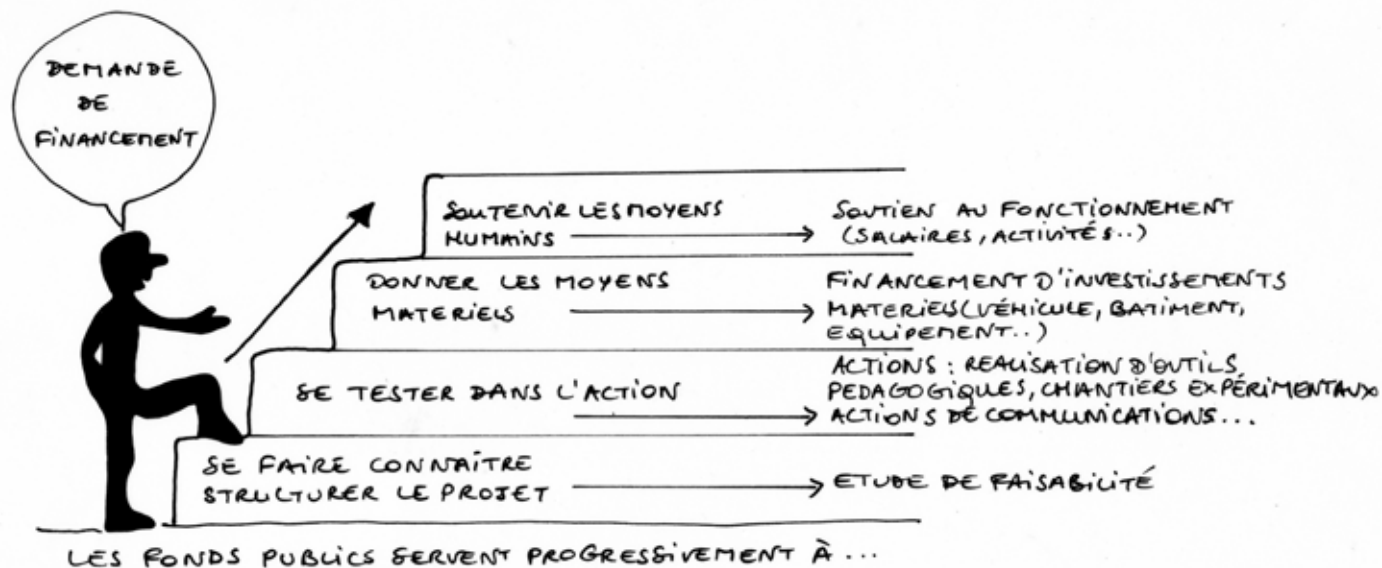 DEMANDE
DE
FINANCEMENT
SOUTENIR LES MOYENS
HUMAINS
SOUTIEN AU FONCTIONNEMENT
(SALAIRES, ACTIVITÉS..)
DONNER LES MOYENS
MATERIELS
FINANCEMENT D'INVESTISSEMENTS
MATERIELS (VÉHICULE, BATIMENT,
EQUIPEMENT..)
SE TESTER DANS L'ACTION
ACTIONS : REALISATION D'OUTILS
PEDAGOGIQUES, CHANTIERS EXPÉRIMENTAUX
ACTIONS DE COMMUNICATIONS...
SE FAIRE CONNAÎTRE
STRUCTURER LE PROJET
ETUDE DE FAISABILITÉ
LES FONDS PUBLICS SERVENT PROGRESSIVEMENT À ...